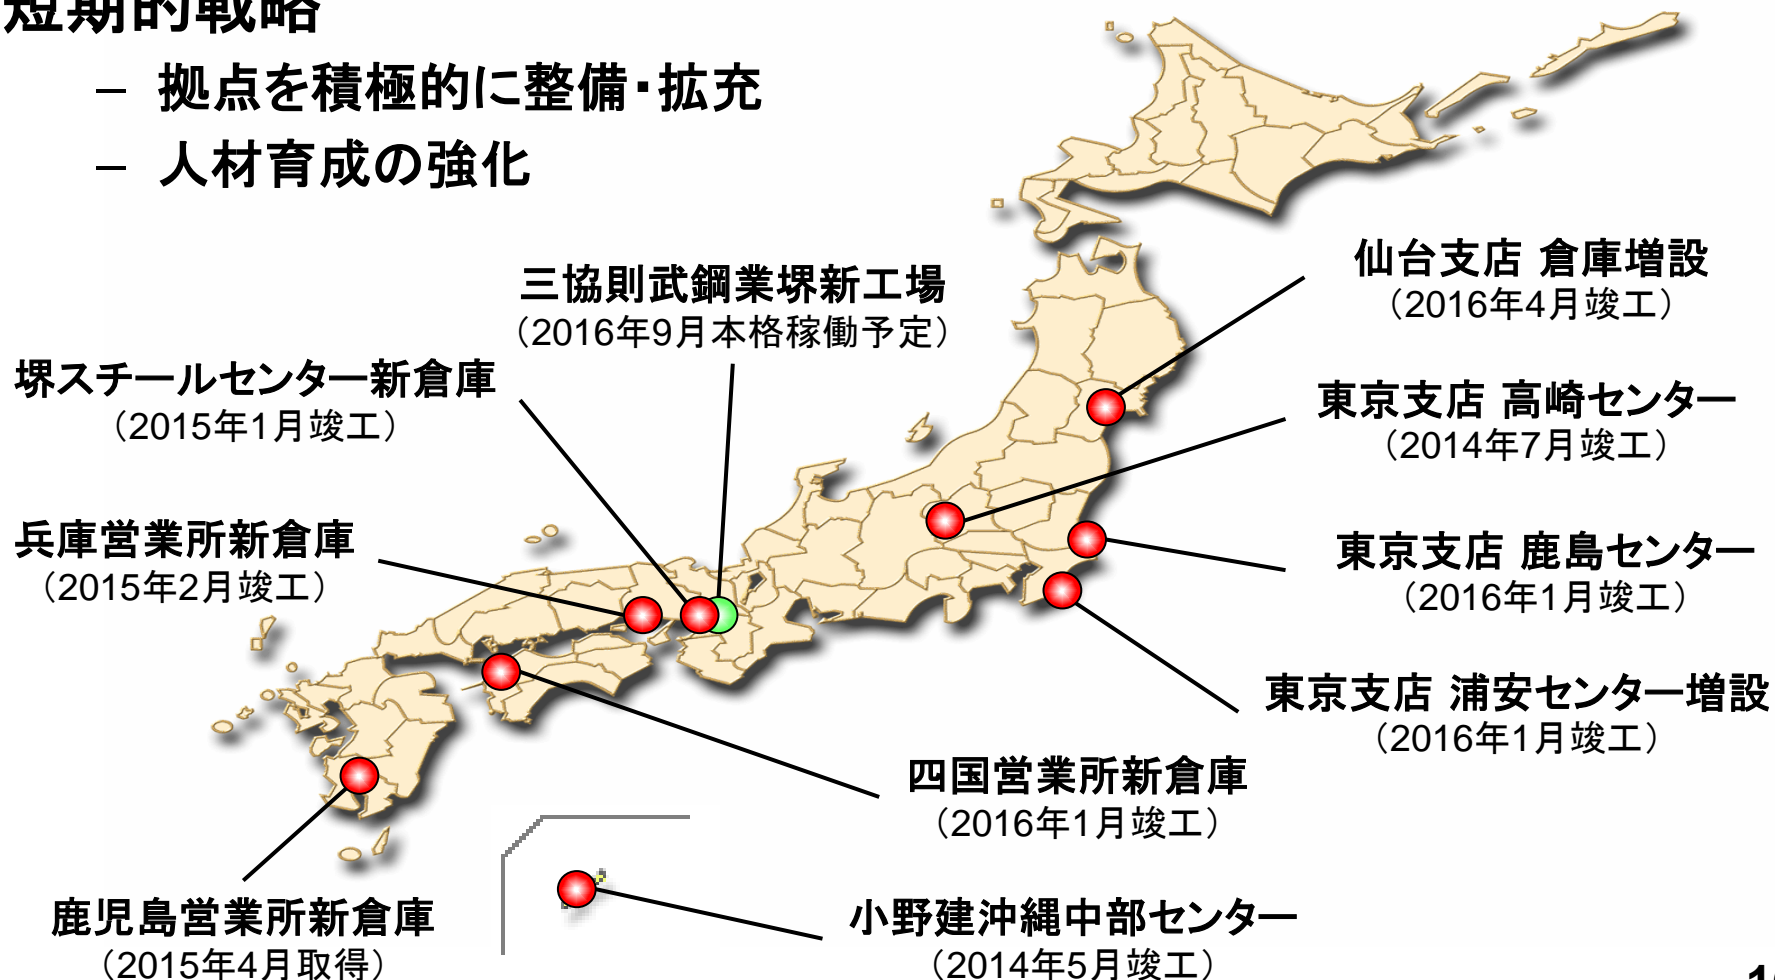 短期的戦略
– 拠点を積極的に整備・拡充
– 人材育成の強化
仙台支店 倉庫増設
（2016年4月竣工）
三協則武鋼業堺新工場
（2016年9月本格稼働予定）
堺スチールセンター新倉庫
（2015年1月竣工）
東京支店 高崎センター
（2014年7月竣工）
兵庫営業所新倉庫
（2015年2月竣工）
東京支店 鹿島センター
（2016年1月竣工）
東京支店 浦安センター増設
（2016年1月竣工）
四国営業所新倉庫
（2016年1月竣工）
鹿児島営業所新倉庫
（2015年4月取得）
小野建沖縄中部センター
（2014年5月竣工）